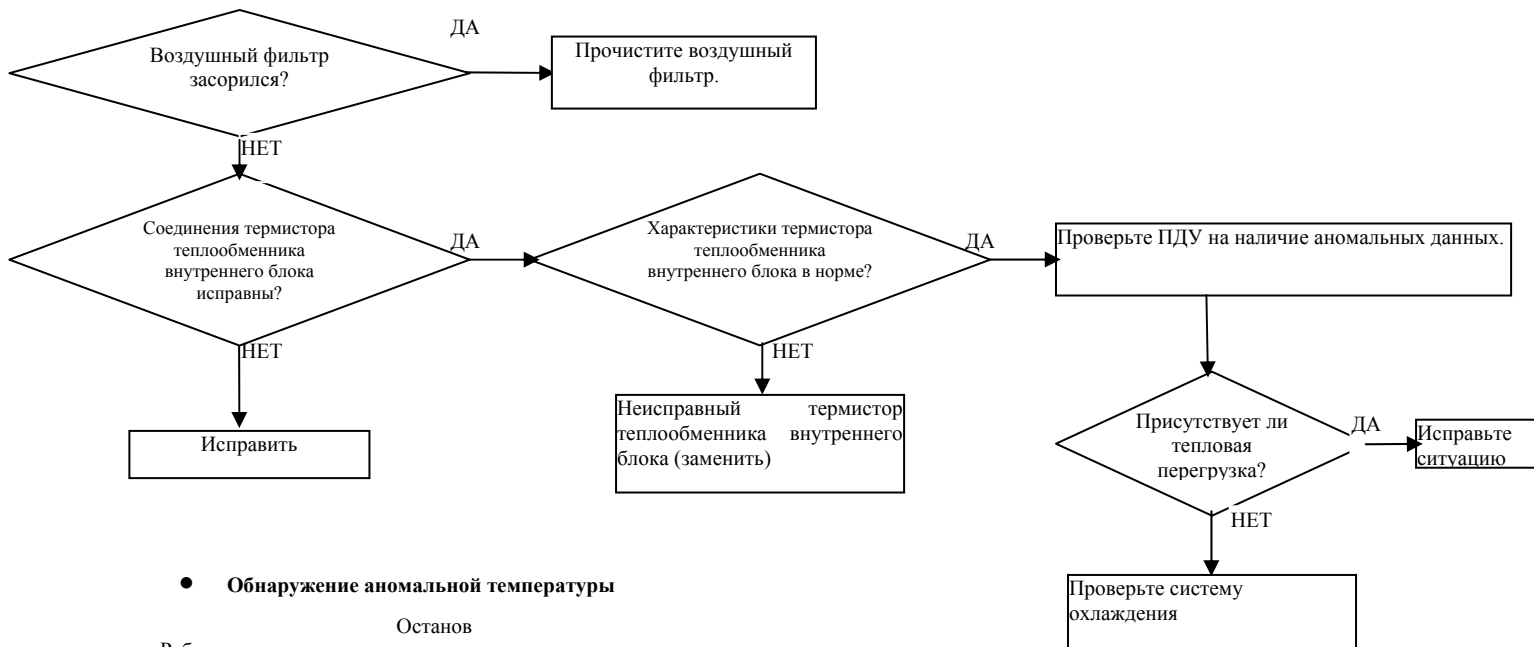 ДА
Воздушный фильтр
засорился?
Прочистите воздушный
фильтр.
НЕТ
Соединения термистора
теплообменника
внутреннего блока
исправны?
ДА
Характеристики термистора
теплообменника
внутреннего блока в норме?
ДА
Проверьте ПДУ на наличие аномальных данных.
НЕТ
НЕТ
Исправить
Неисправный термистор
теплообменника внутреннего
блока (заменить)
Присутствует ли
тепловая
перегрузка?
ДА
Исправьте
ситуацию
НЕТ
Проверьте систему
охлаждения
● Обнаружение аномальной температуры
Останов